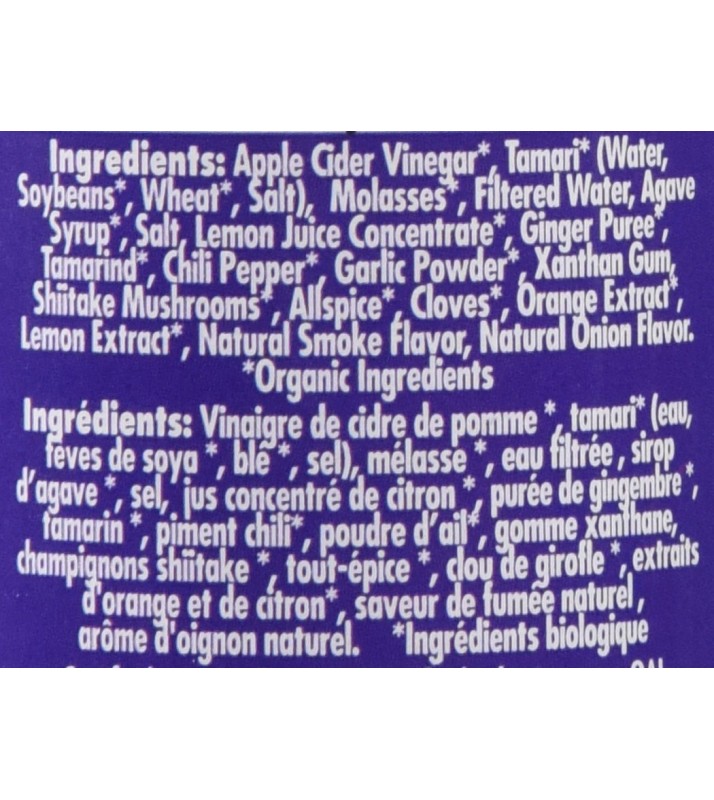 Ingredients: Apple Cider Vinegar*, Tamari* (Water,
Soybeans*, Wheat*, Salt), Molasses*, Filtered Water, Agave
Syrup*, Salt, Lemon Juice Concentrate*, Ginger Puree*,
Tamarind*, Chili Pepper*, Garlic Powder*, Xanthan Gum,
Shiitake Mushrooms*, Allspice*, Cloves*, Orange Extract*,
Lemon Extract*, Natural Smoke Flavor, Natural Onion Flavor.
*Organic Ingredients
Ingrédients: Vinaigre de cidre de pomme *, tamari* (eau,
fèves de soya *, blé *, sel), mélasse *, eau filtrée , sirop
d'agave *, sel, jus concentré de citron *, purée de gingembre *,
tamarin *, piment chili*, poudre d'ail*, gomme xanthane,
champignons shiitake *, tout-épice *, clou de girofle *, extraits
d'orange et de citron*, saveur de fumée naturel ,
arôme d'oignon naturel. *Ingrédients biologique